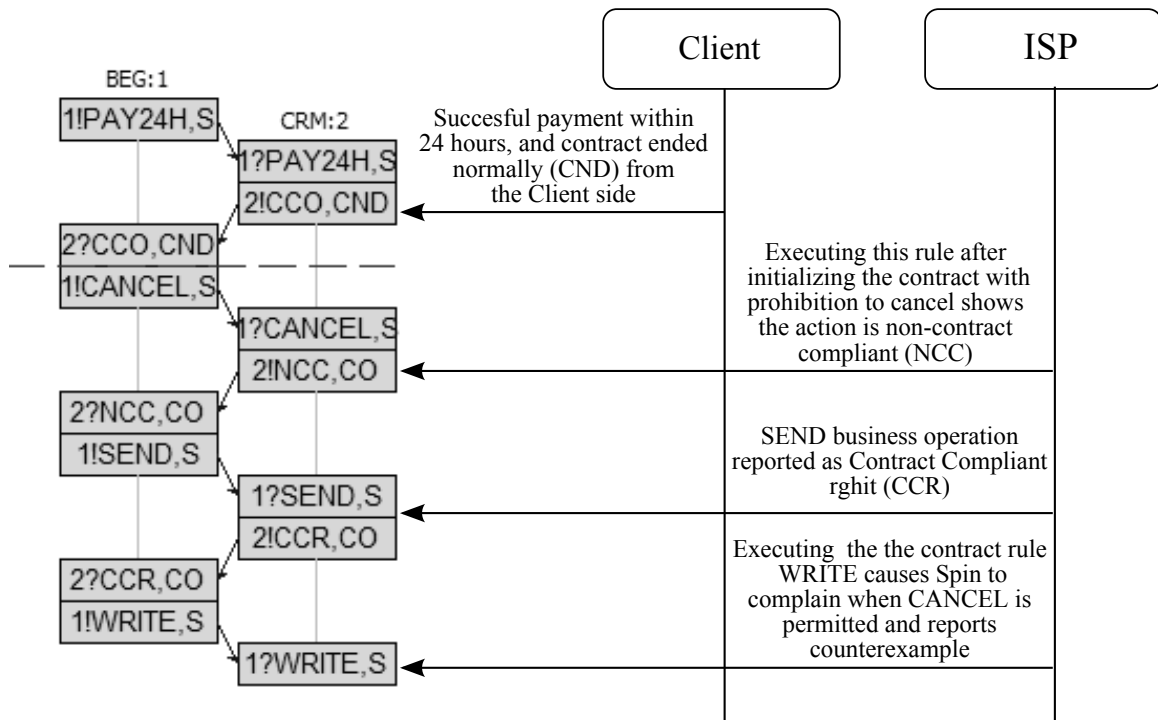 Client
ISP
BEG:1
1!PAY24H,S
CRM:2
1?PAY24H,S
2!CCO,CND
Succesful payment within
24 hours, and contract ended
normally (CND) from
the Client side
2?CCO,CND
1!CANCEL,S
1?CANCEL,S
2!NCC,CO
Executing this rule after
initializing the contract with
prohibition to cancel shows
the action is non-contract
compliant (NCC)
2?NCC,CO
1!SEND,S
1?SEND,S
2!CCR,CO
SEND business operation
reported as Contract Compliant
rghit (CCR)
2?CCR,CO
1!WRITE,S
1?WRITE,S
Executing the the contract rule
WRITE causes Spin to
complain when CANCEL is
permitted and reports
counterexample